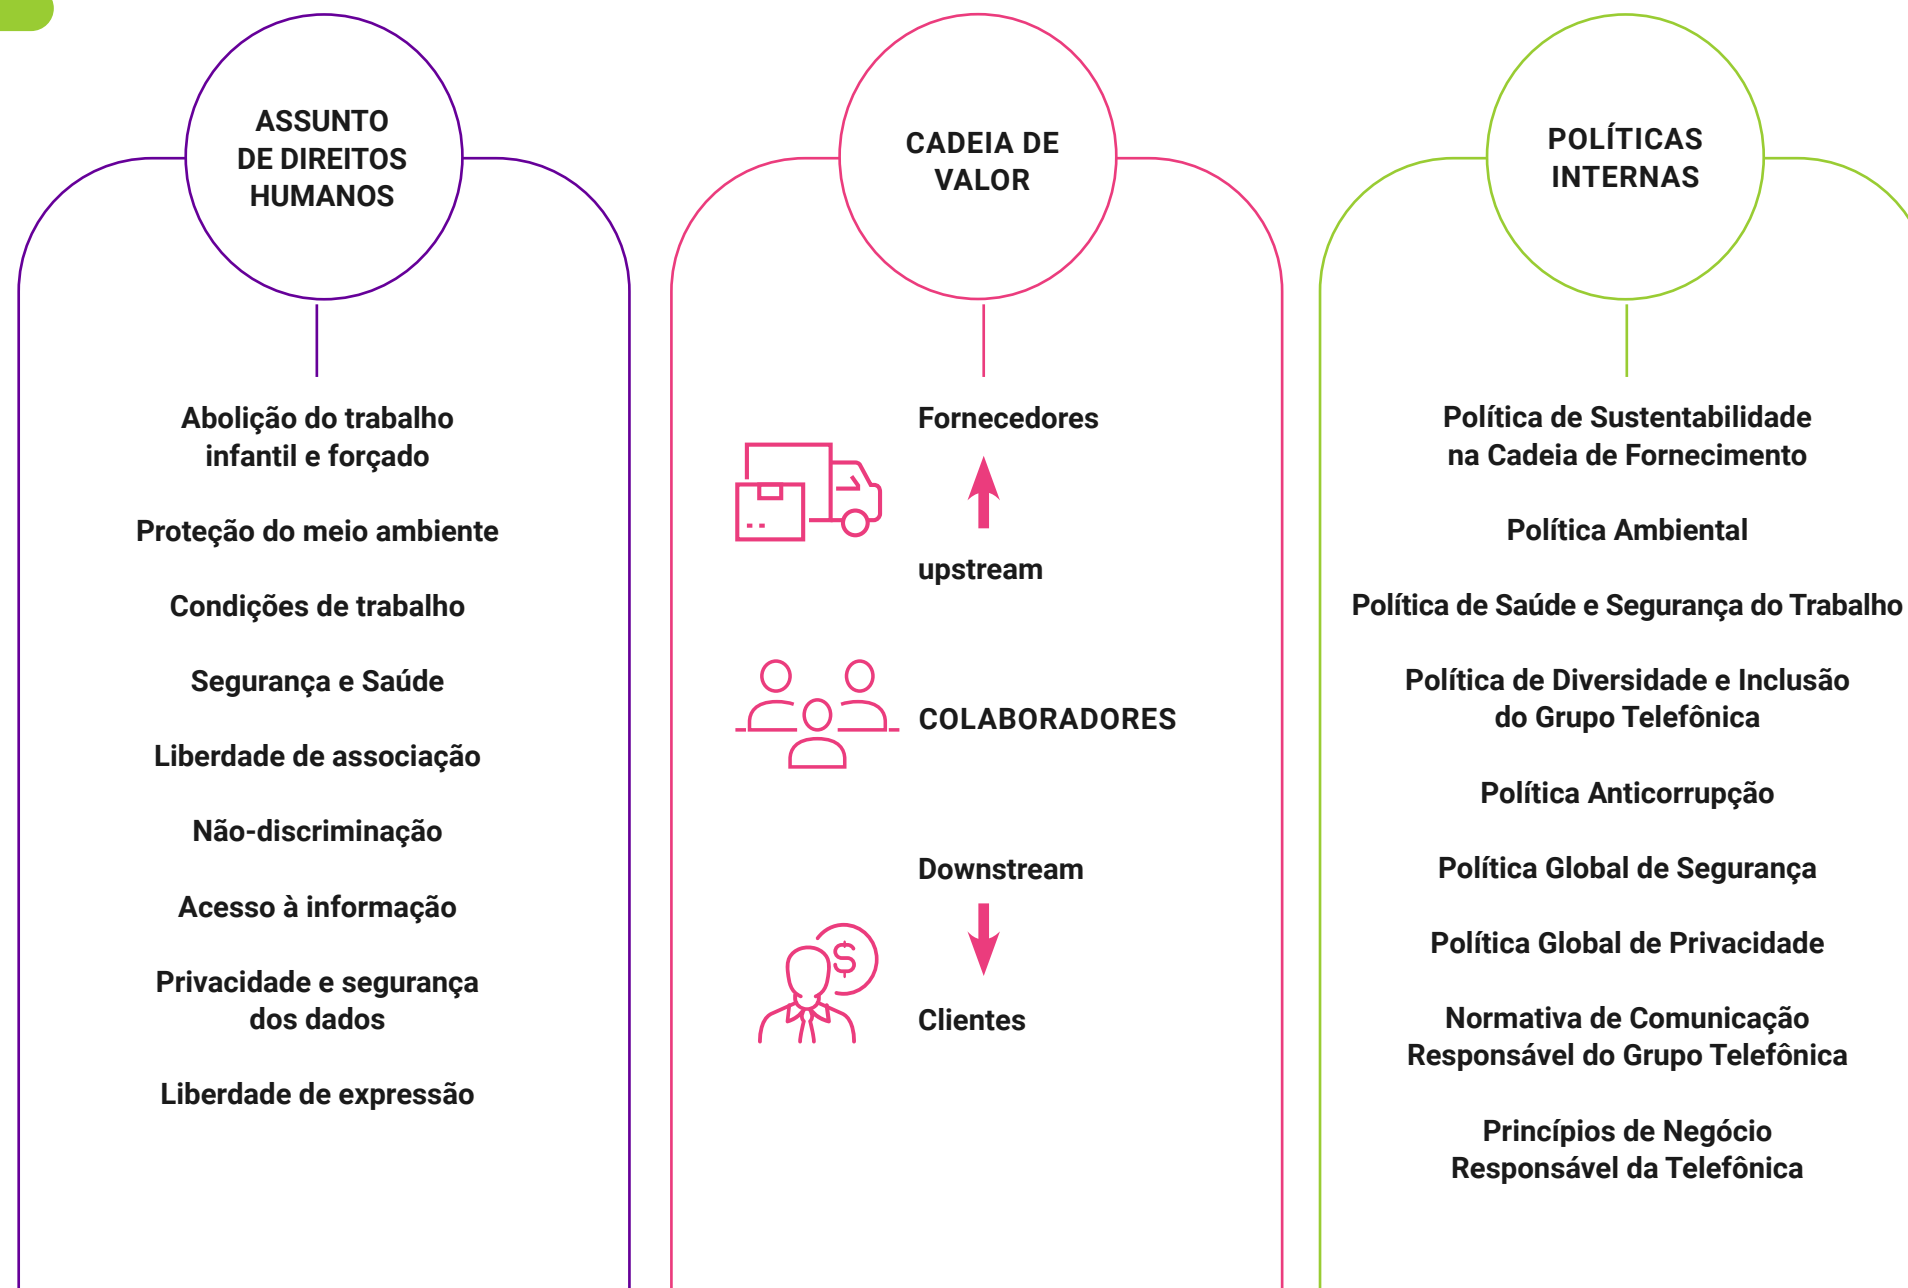 ASSUNTO
DE DIREITOS
HUMANOS
Abolição do trabalho
infantil e forçado
Proteção do meio ambiente
Condições de trabalho
Segurança e Saúde
Liberdade de associação
Não-discriminação
Acesso à informação
Privacidade e segurança
dos dados
Liberdade de expressão
CADEIA DE
VALOR
Fornecedores
upstream
COLABORADORES
Downstream
$
Clientes
POLÍTICAS
INTERNAS
Política de Sustentabilidade
na Cadeia de Fornecimento
Política Ambiental
Política de Saúde e Segurança do Trabalho
Política de Diversidade e Inclusão
do Grupo Telefônica
Política Anticorrupção
Política Global de Segurança
Política Global de Privacidade
Normativa de Comunicação
Responsável do Grupo Telefônica
Princípios de Negócio
Responsável da Telefônica